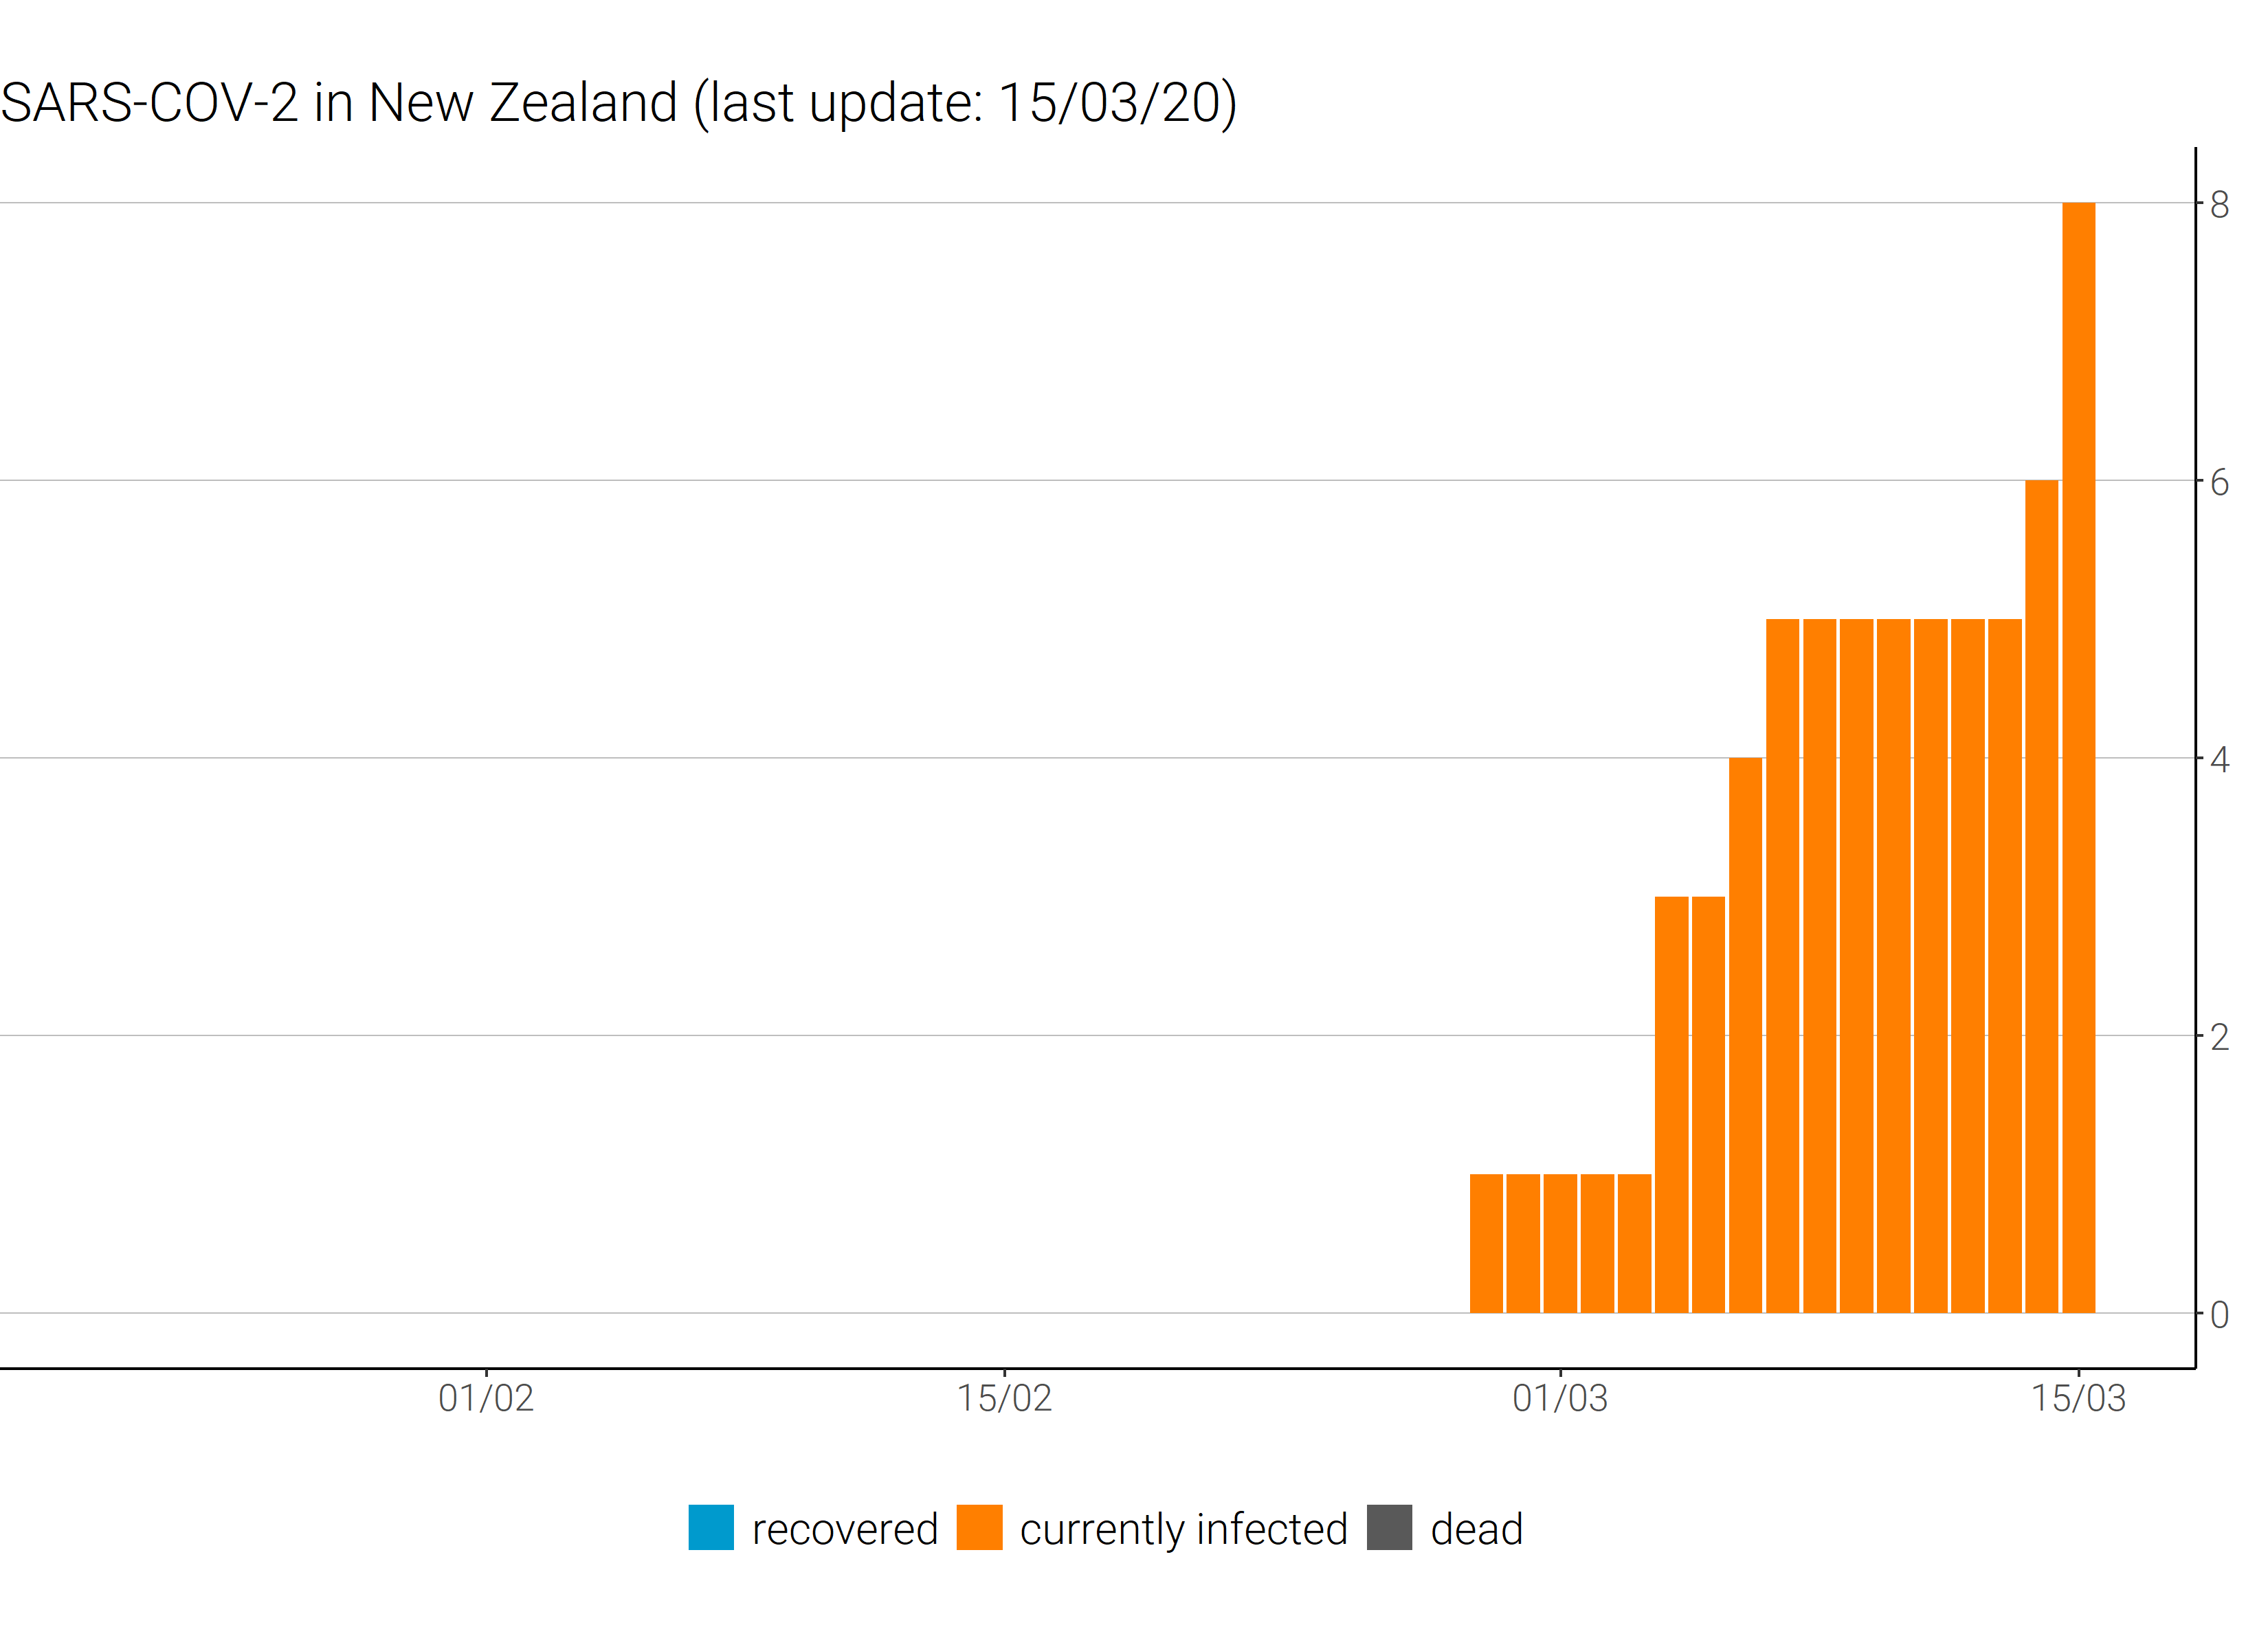 SARS-COV-2 in New Zealand (last update: 15/03/20)
8
6
4
2
0
01/02 15/02 01/03 15/03
recovered currently infected dead